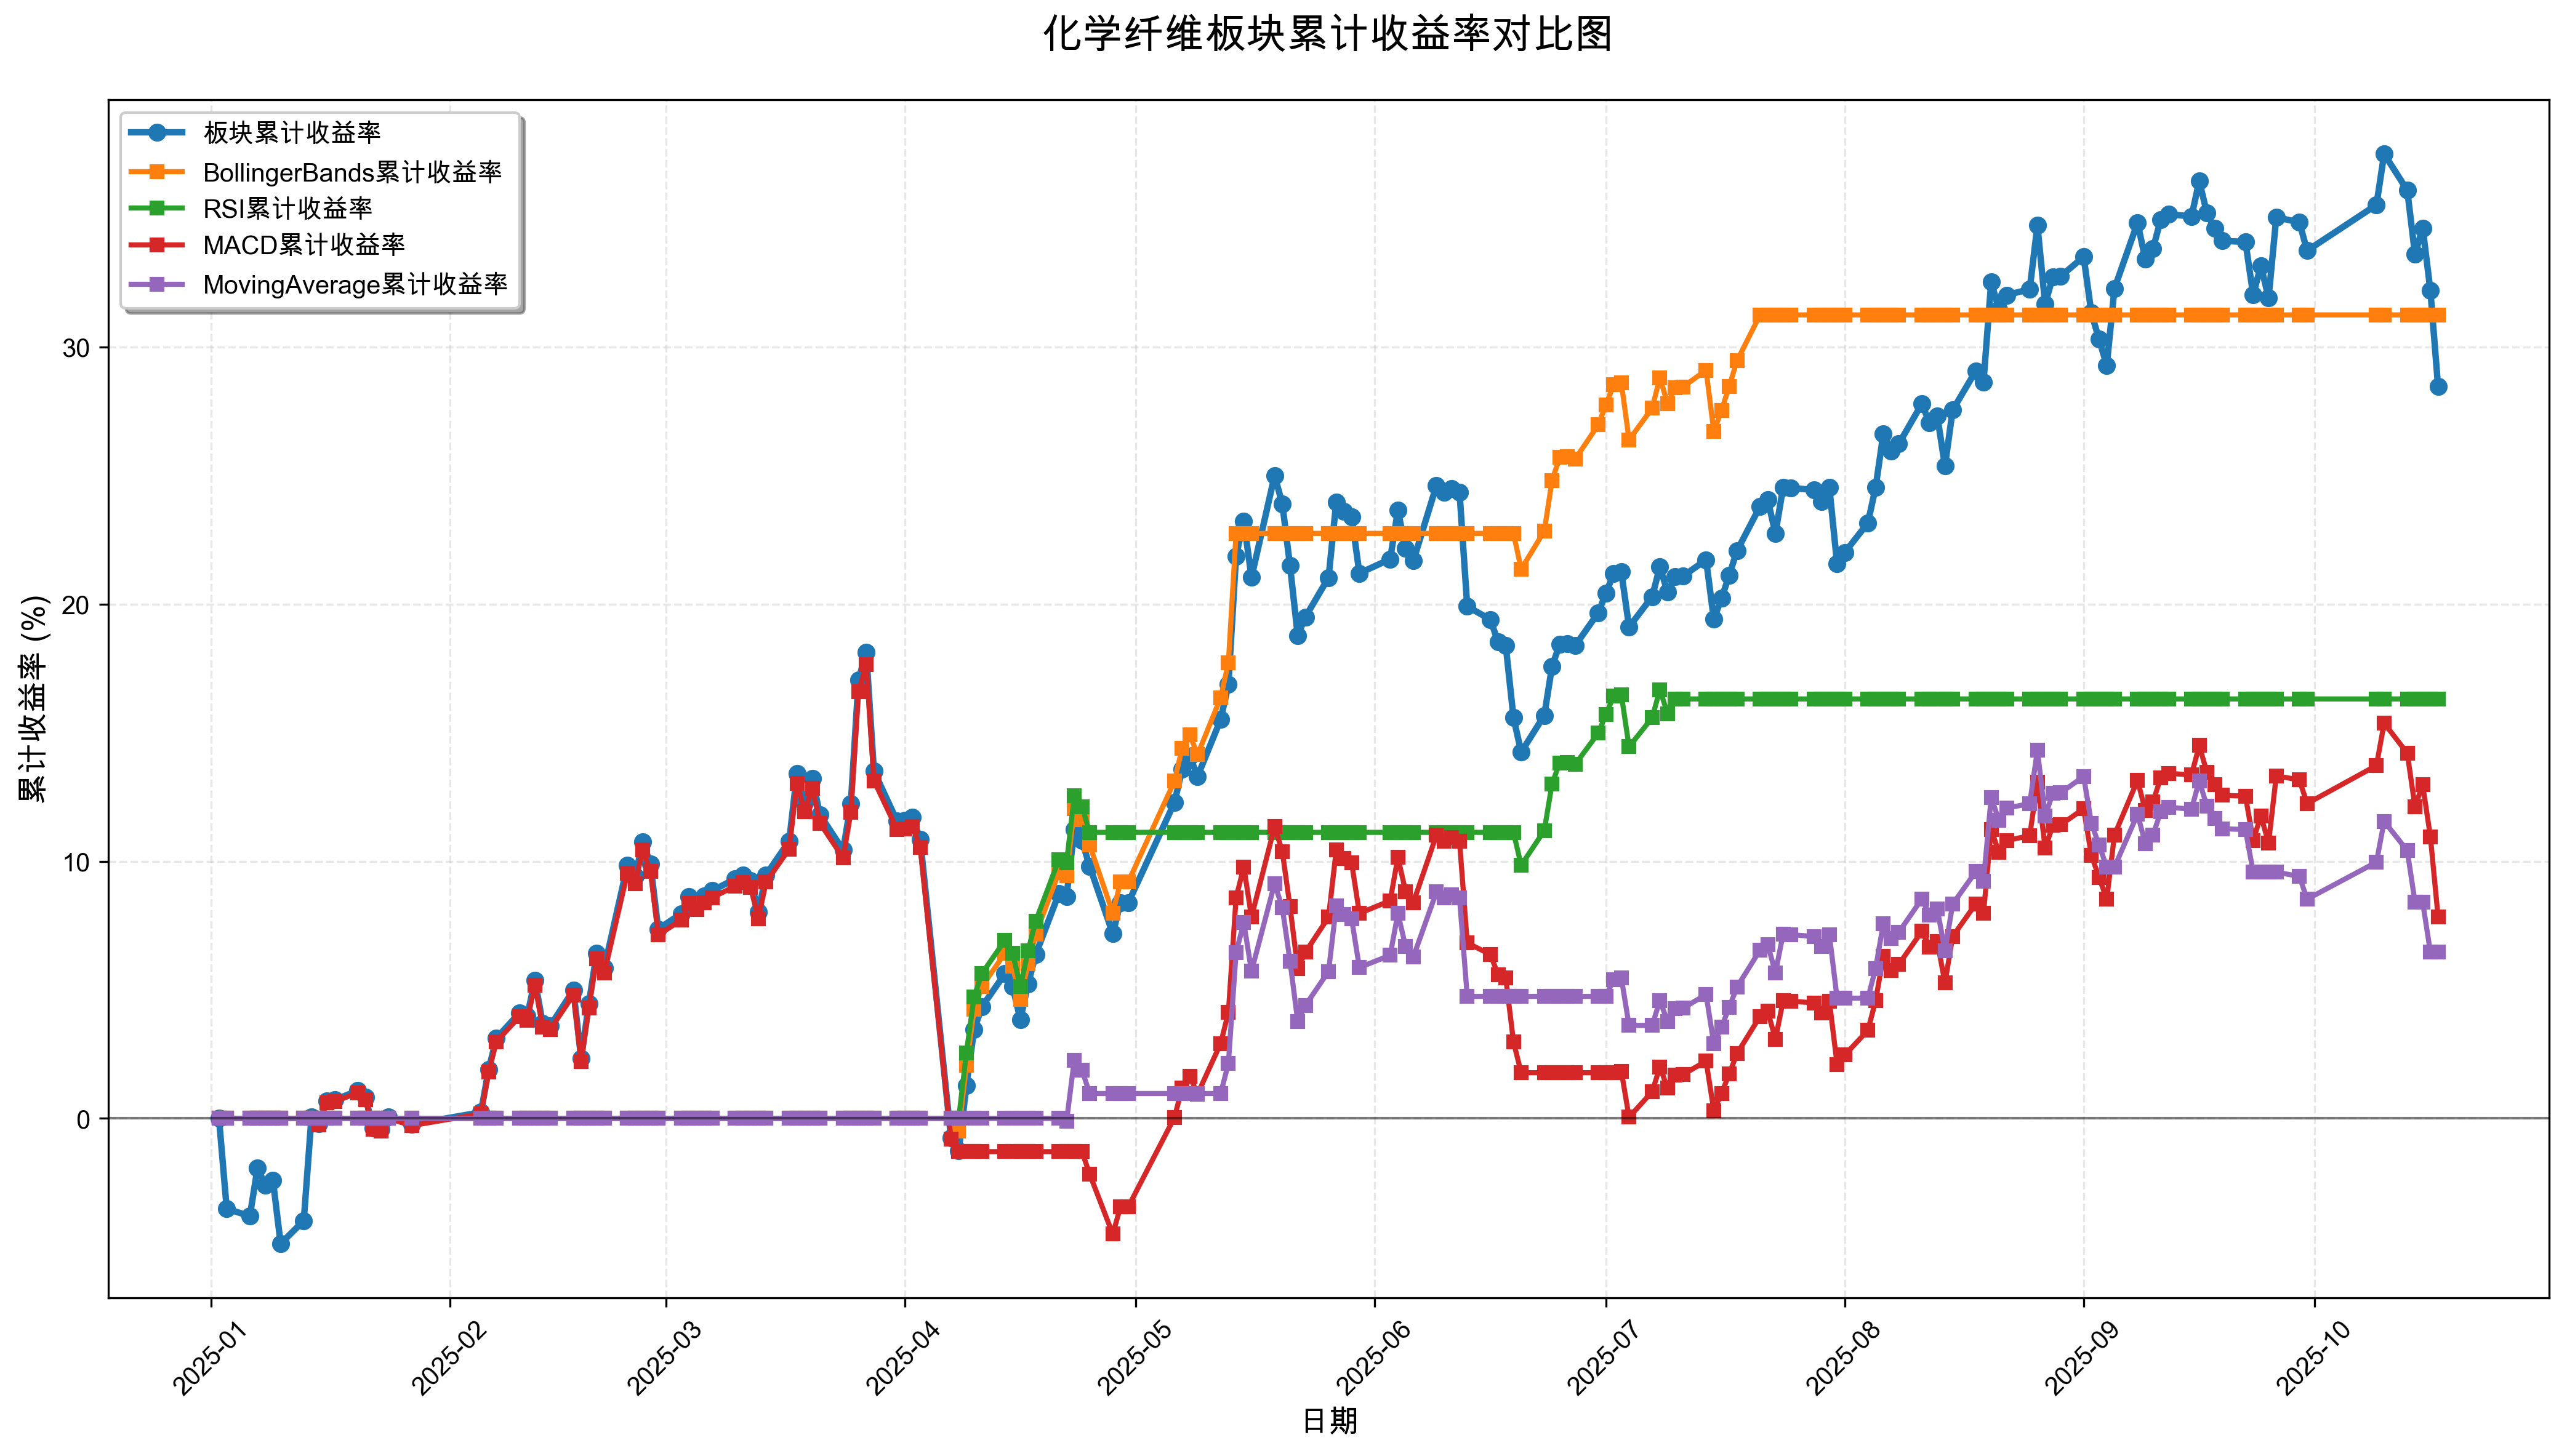 化学纤维板块累计收益率对比图
板块累计收益率
BollingerBands累计收益率
RSI累计收益率
MACD累计收益率
MovingAverage累计收益率
累计收益率 (%)
30
20
10
0
2025-01
2025-02
2025-03
2025-04
2025-05
2025-06
2025-07
2025-08
2025-09
2025-10
日期